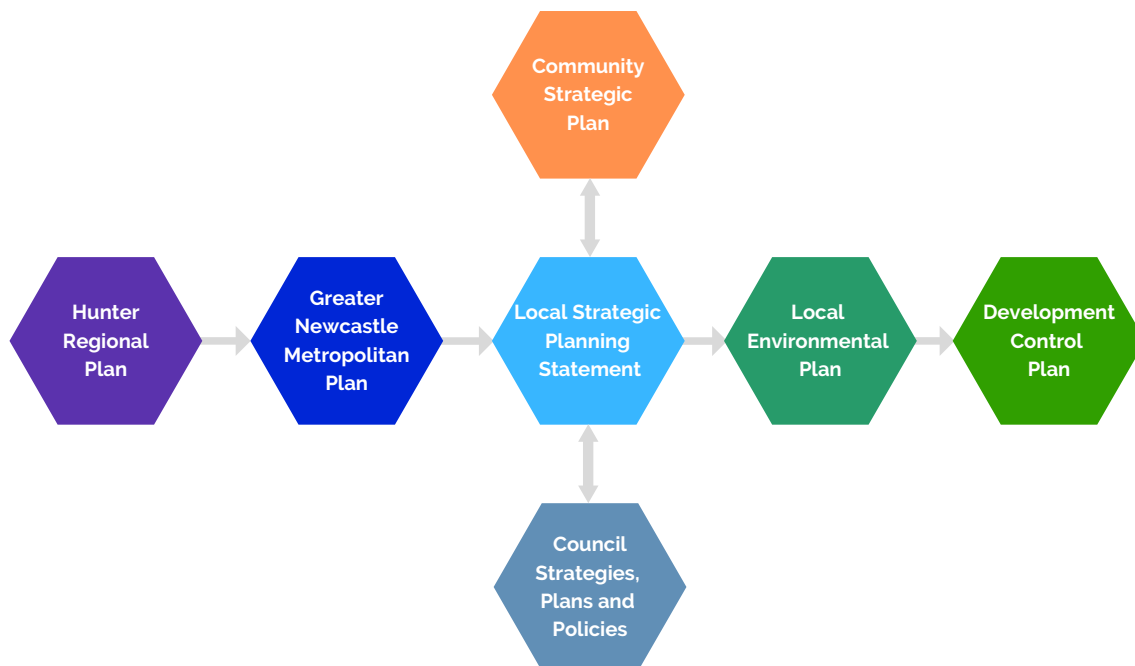 Community
Strategic
Plan
Hunter
Regional
Plan
Greater
Newcastle
Metropolitan
Plan
Local Strategic
Planning
Statement
Local
Environmental
Plan
Development
Control
Plan
Council
Strategies,
Plans and
Policies